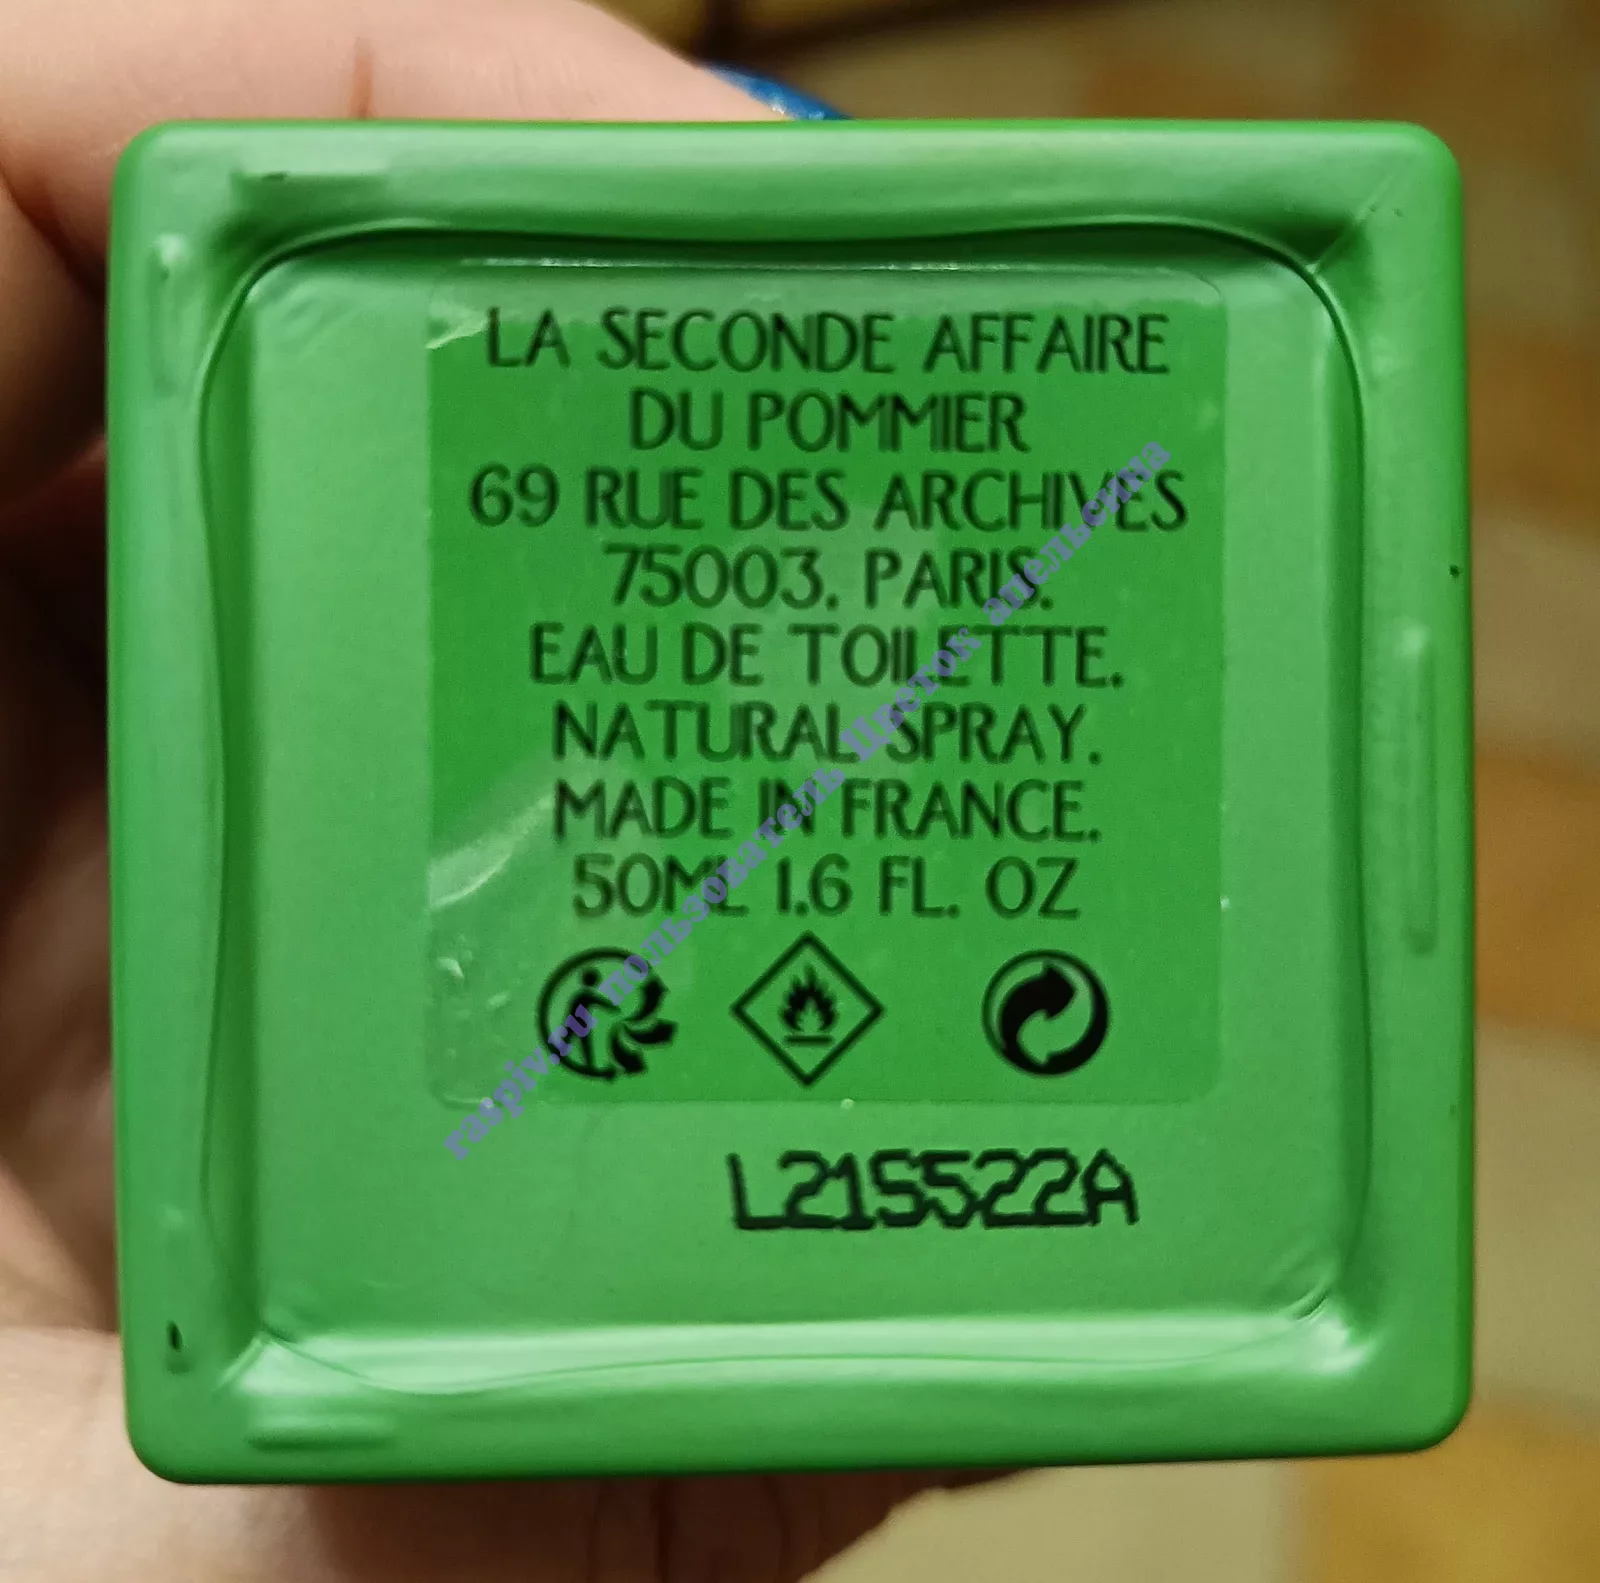 LA SECONDE AFFAIRE
DU POMMIER
69 RUE DES ARCHIVES
75003. PARIS.
EAU DE TOILETTE.
NATURAL SPRAY.
MADE IN FRANCE.
50ML 1.6 FL. OZ
L215522A
raspiv.ru пользователь Цветок апельсина